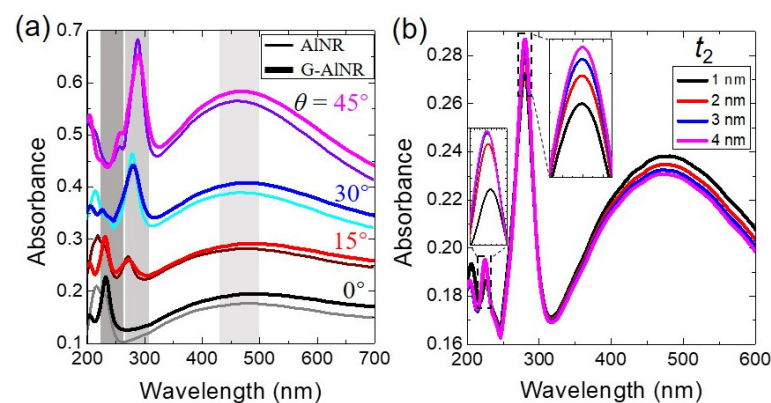 (a)
0.7
0.6
0.5
0.4
0.3
0.2
0.1
Absorbance
AlNR
G-AlNR
θ = 45°
30°
15°
0°
200 300 400 500 600 700
Wavelength (nm)
(b)
0.28
0.26
0.24
0.22
0.20
0.18
0.16
Absorbance
t2
1 nm
2 nm
3 nm
4 nm
200 300 400 500 600
Wavelength (nm)